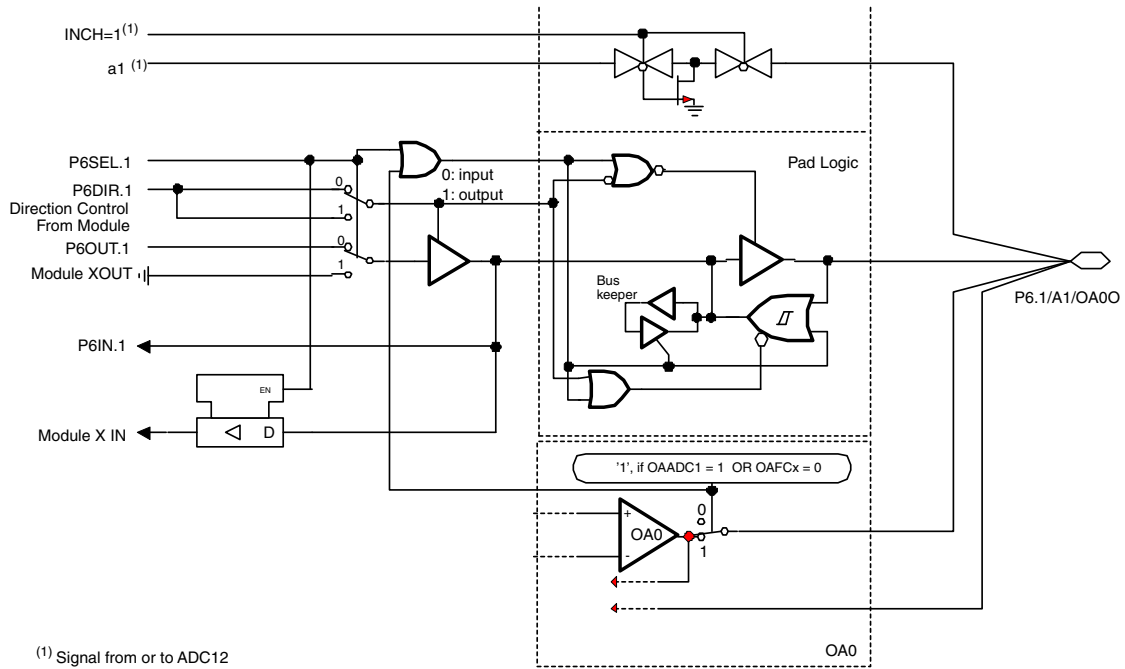 INCH=1(1)
a1 (1)
Pad Logic
P6SEL.1
0: input
1: output
P6DIR.1
0
Direction Control
From Module
1
P6OUT.1
0
Module XOUT
1
Bus
keeper
P6.1/A1/OA0O
P6IN.1
EN
Module X IN
D
'1', if OAADC1 = 1 OR OAFCx = 0
+
0
OA0
-
1
OA0
(1) Signal from or to ADC12